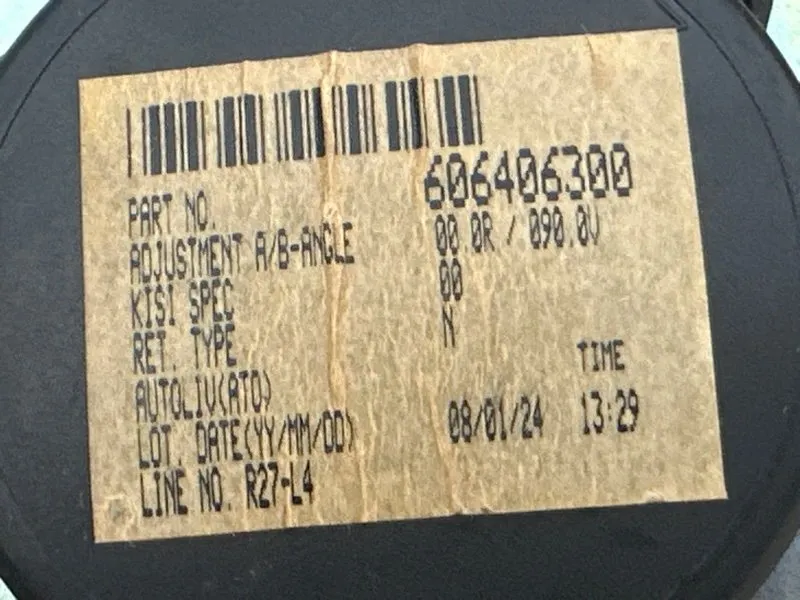 PART NO. 606406300
ADJUSTMENT A/B-ANGLE 00.0R / 090.0V
KISI SPEC 00
RET. TYPE N
TIME
AUTOLIV(ATO)
LOT. DATE(YY/MM/DD) 08/01/24 13:29
LINE NO. R27-L4